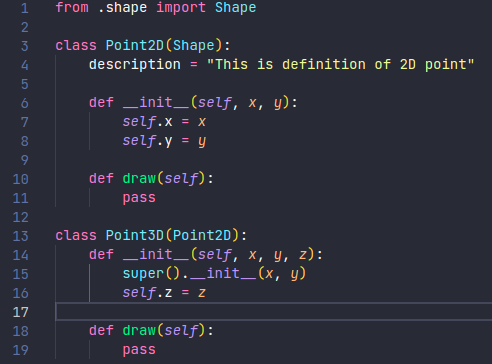 1 from .shape import Shape
2
3 class Point2D(Shape):
4     description = "This is definition of 2D point"
5
6     def __init__(self, x, y):
7         self.x = x
8         self.y = y
9
10     def draw(self):
11         pass
12
13 class Point3D(Point2D):
14     def __init__(self, x, y, z):
15         super().__init__(x, y)
16         self.z = z
17
18     def draw(self):
19         pass